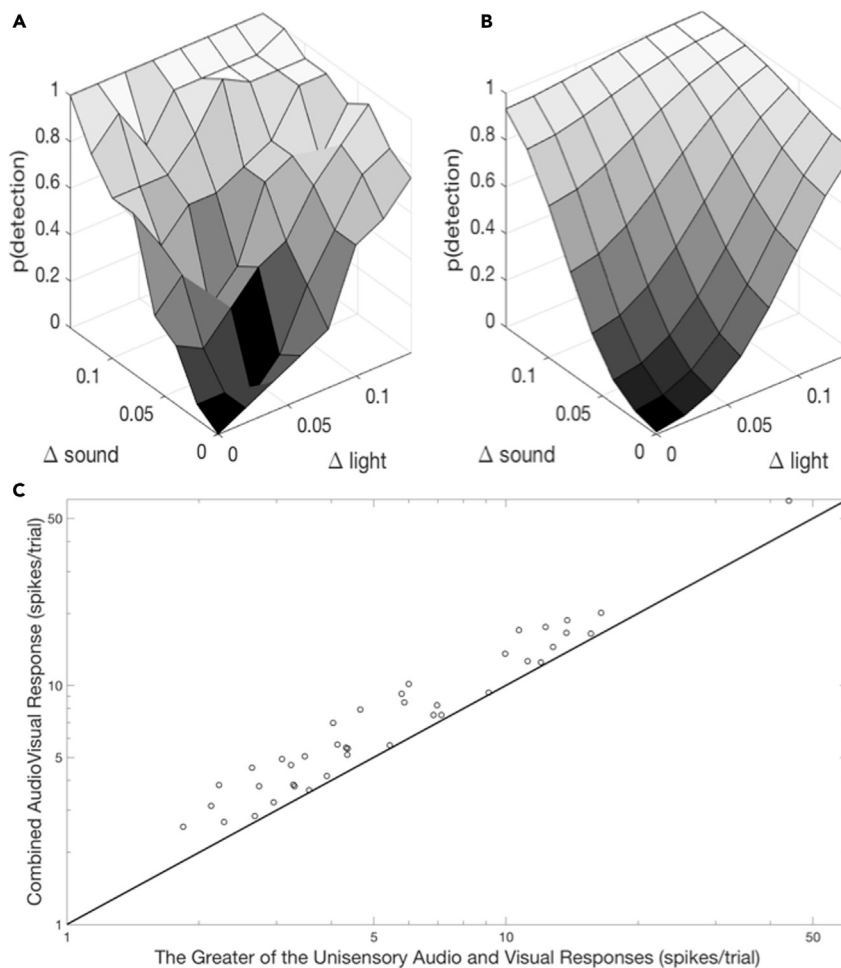 A
B
1
0.8
0.6
0.4
0.2
0
p(detection)
0.1
0.05
0
Δ sound
0
0.05
0.1
Δ light
1
0.8
0.6
0.4
0.2
0
p(detection)
0.1
0.05
0
Δ sound
0
0.05
0.1
Δ light
C
50
10
5
1
Combined AudioVisual Response (spikes/trial)
1
5
10
50
The Greater of the Unisensory Audio and Visual Responses (spikes/trial)